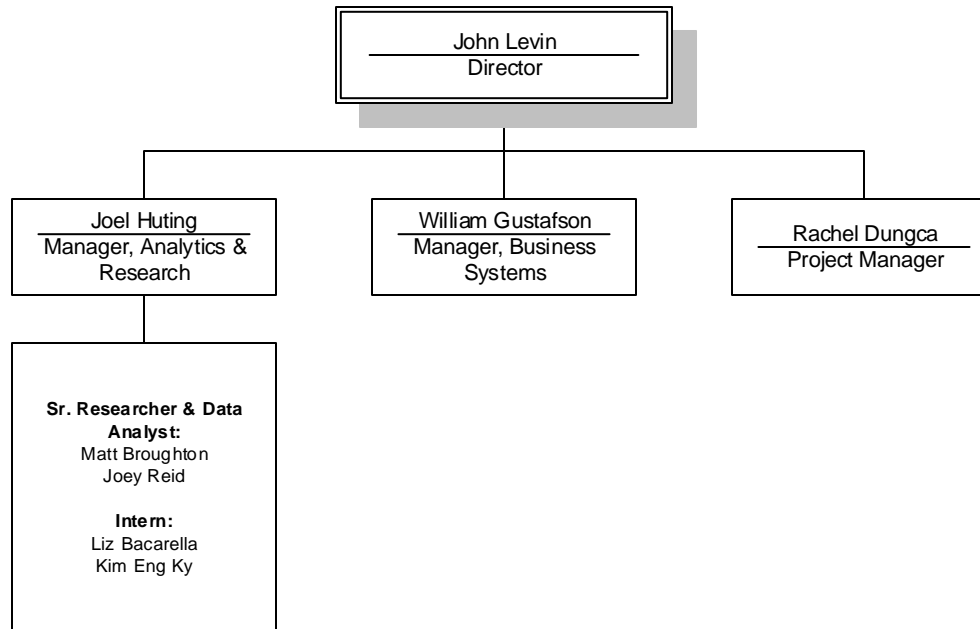 John Levin
Director
Joel Huting
Manager, Analytics &
Research
William Gustafson
Manager, Business
Systems
Rachel Dungca
Project Manager
Sr. Researcher & Data
Analyst:
Matt Broughton
Joey Reid
Intern:
Liz Bacarella
Kim Eng Ky